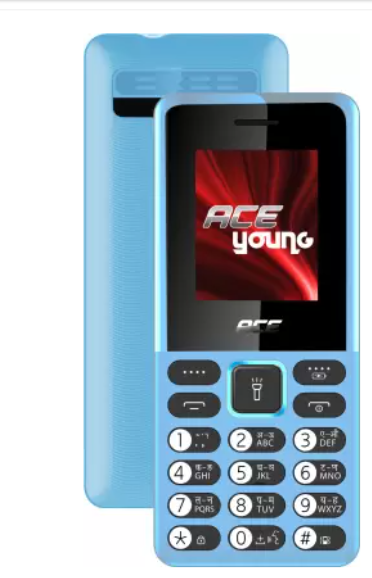 ACE
young
ACE
1
2 अ-अ
ABC
3 ए-ओ
DEF
4 क-ङ
GHI
5 च-ञ
JKL
6 ट-ण
MNO
7 त-न
PQRS
8 प-म
TUV
9 य-ह
WXYZ
*
0
#